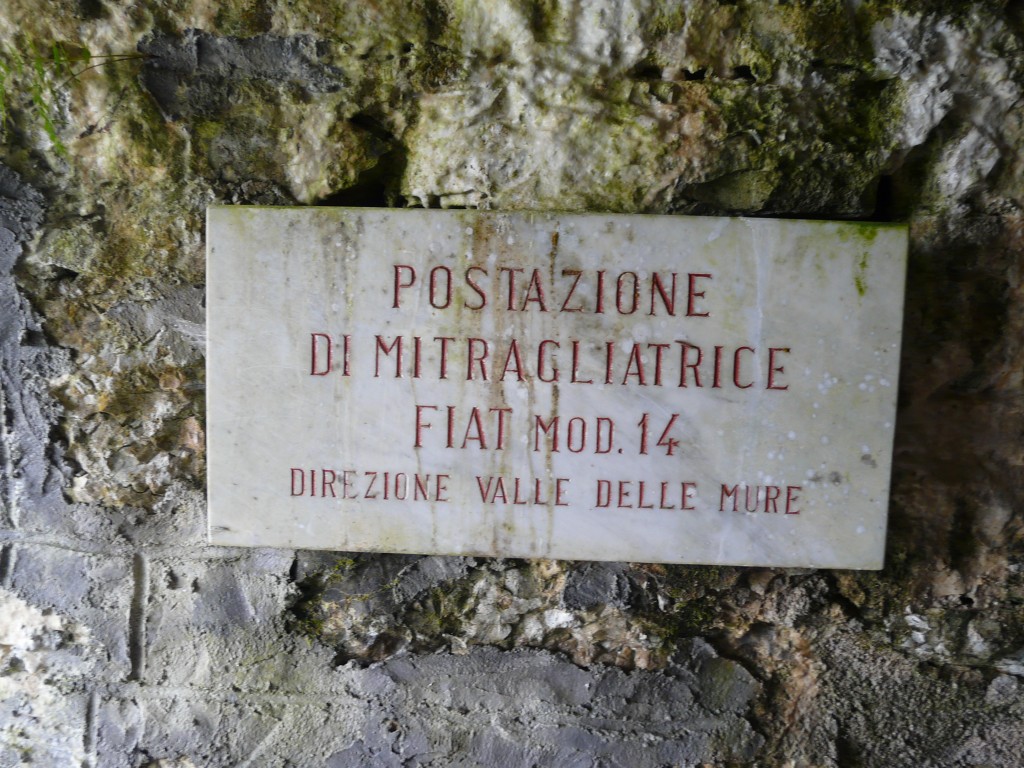 POSTAZIONE
DI MITRAGLIATRICE
FIAT MOD. 14
DIREZIONE VALLE DELLE MURE